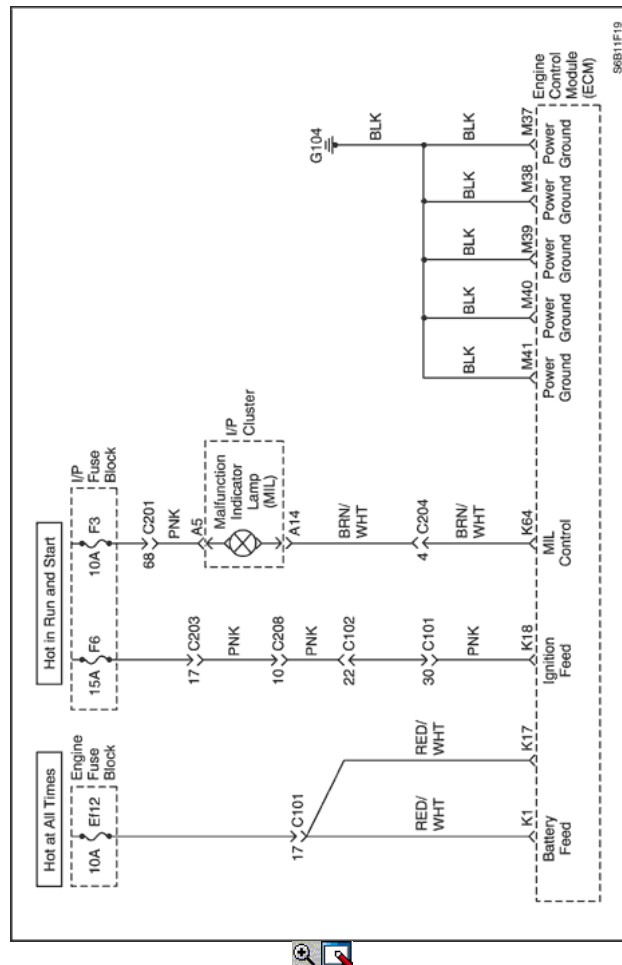 Hot at All Times
Hot in Run and Start
Engine
Fuse
Block
10A Ef12
I/P
Fuse
Block
15A F6
10A F3
17 C101
17 C203
PNK
10 C208
PNK
22 C102
30 C101
PNK
68 C201
PNK
A5
I/P
Cluster
Malfunction
Indicator
Lamp
(MIL)
A14
BRN/
WHT
4 C204
BRN/
WHT
G104
BLK
BLK
BLK
BLK
BLK
BLK
RED/
WHT
RED/
WHT
K1
K17
K18
K64
M41
M40
M39
M38
M37
Battery
Feed
Ignition
Feed
MIL
Control
Power
Ground
Power
Ground
Power
Ground
Power
Ground
Power
Ground
Engine
Control
Module
(ECM)
S6B11F19